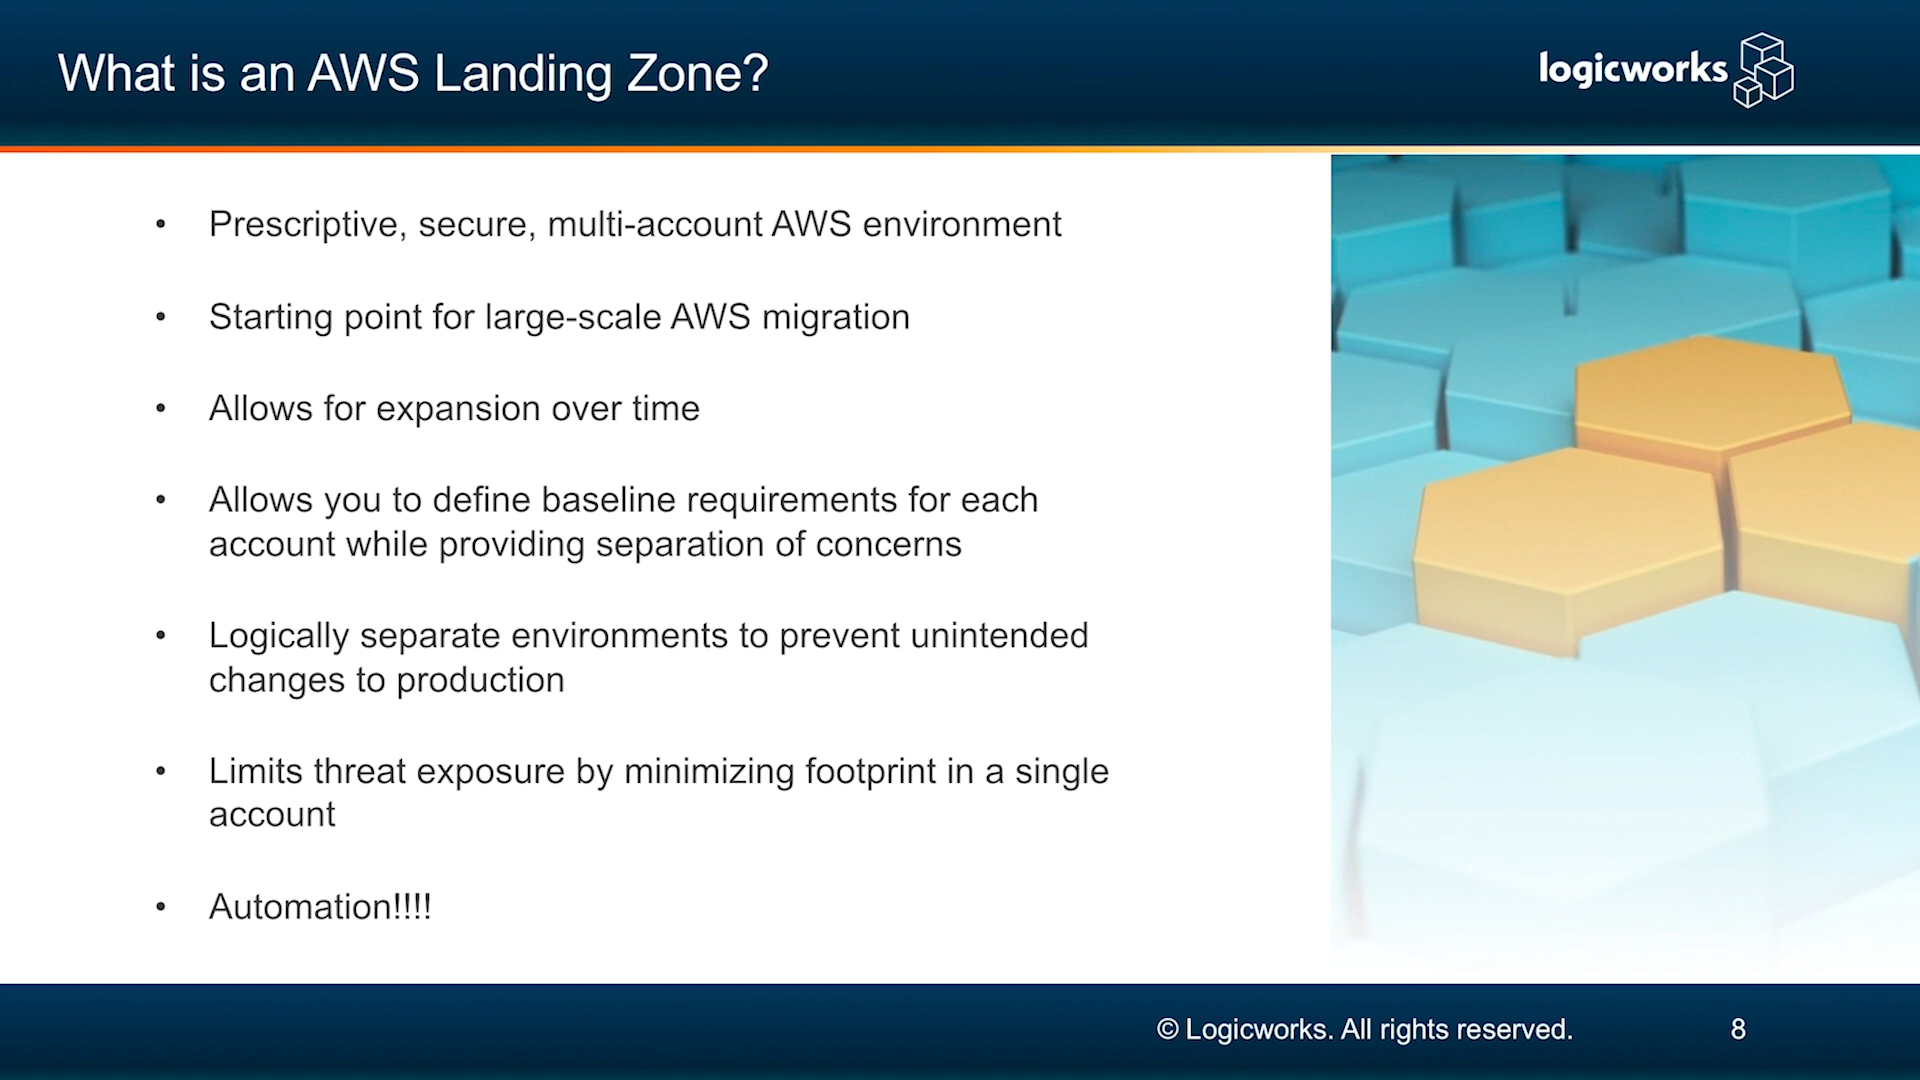 What is an AWS Landing Zone?
logicworks
• Prescriptive, secure, multi-account AWS environment
• Starting point for large-scale AWS migration
• Allows for expansion over time
• Allows you to define baseline requirements for each
account while providing separation of concerns
• Logically separate environments to prevent unintended
changes to production
• Limits threat exposure by minimizing footprint in a single
account
• Automation!!!!
© Logicworks. All rights reserved.
8